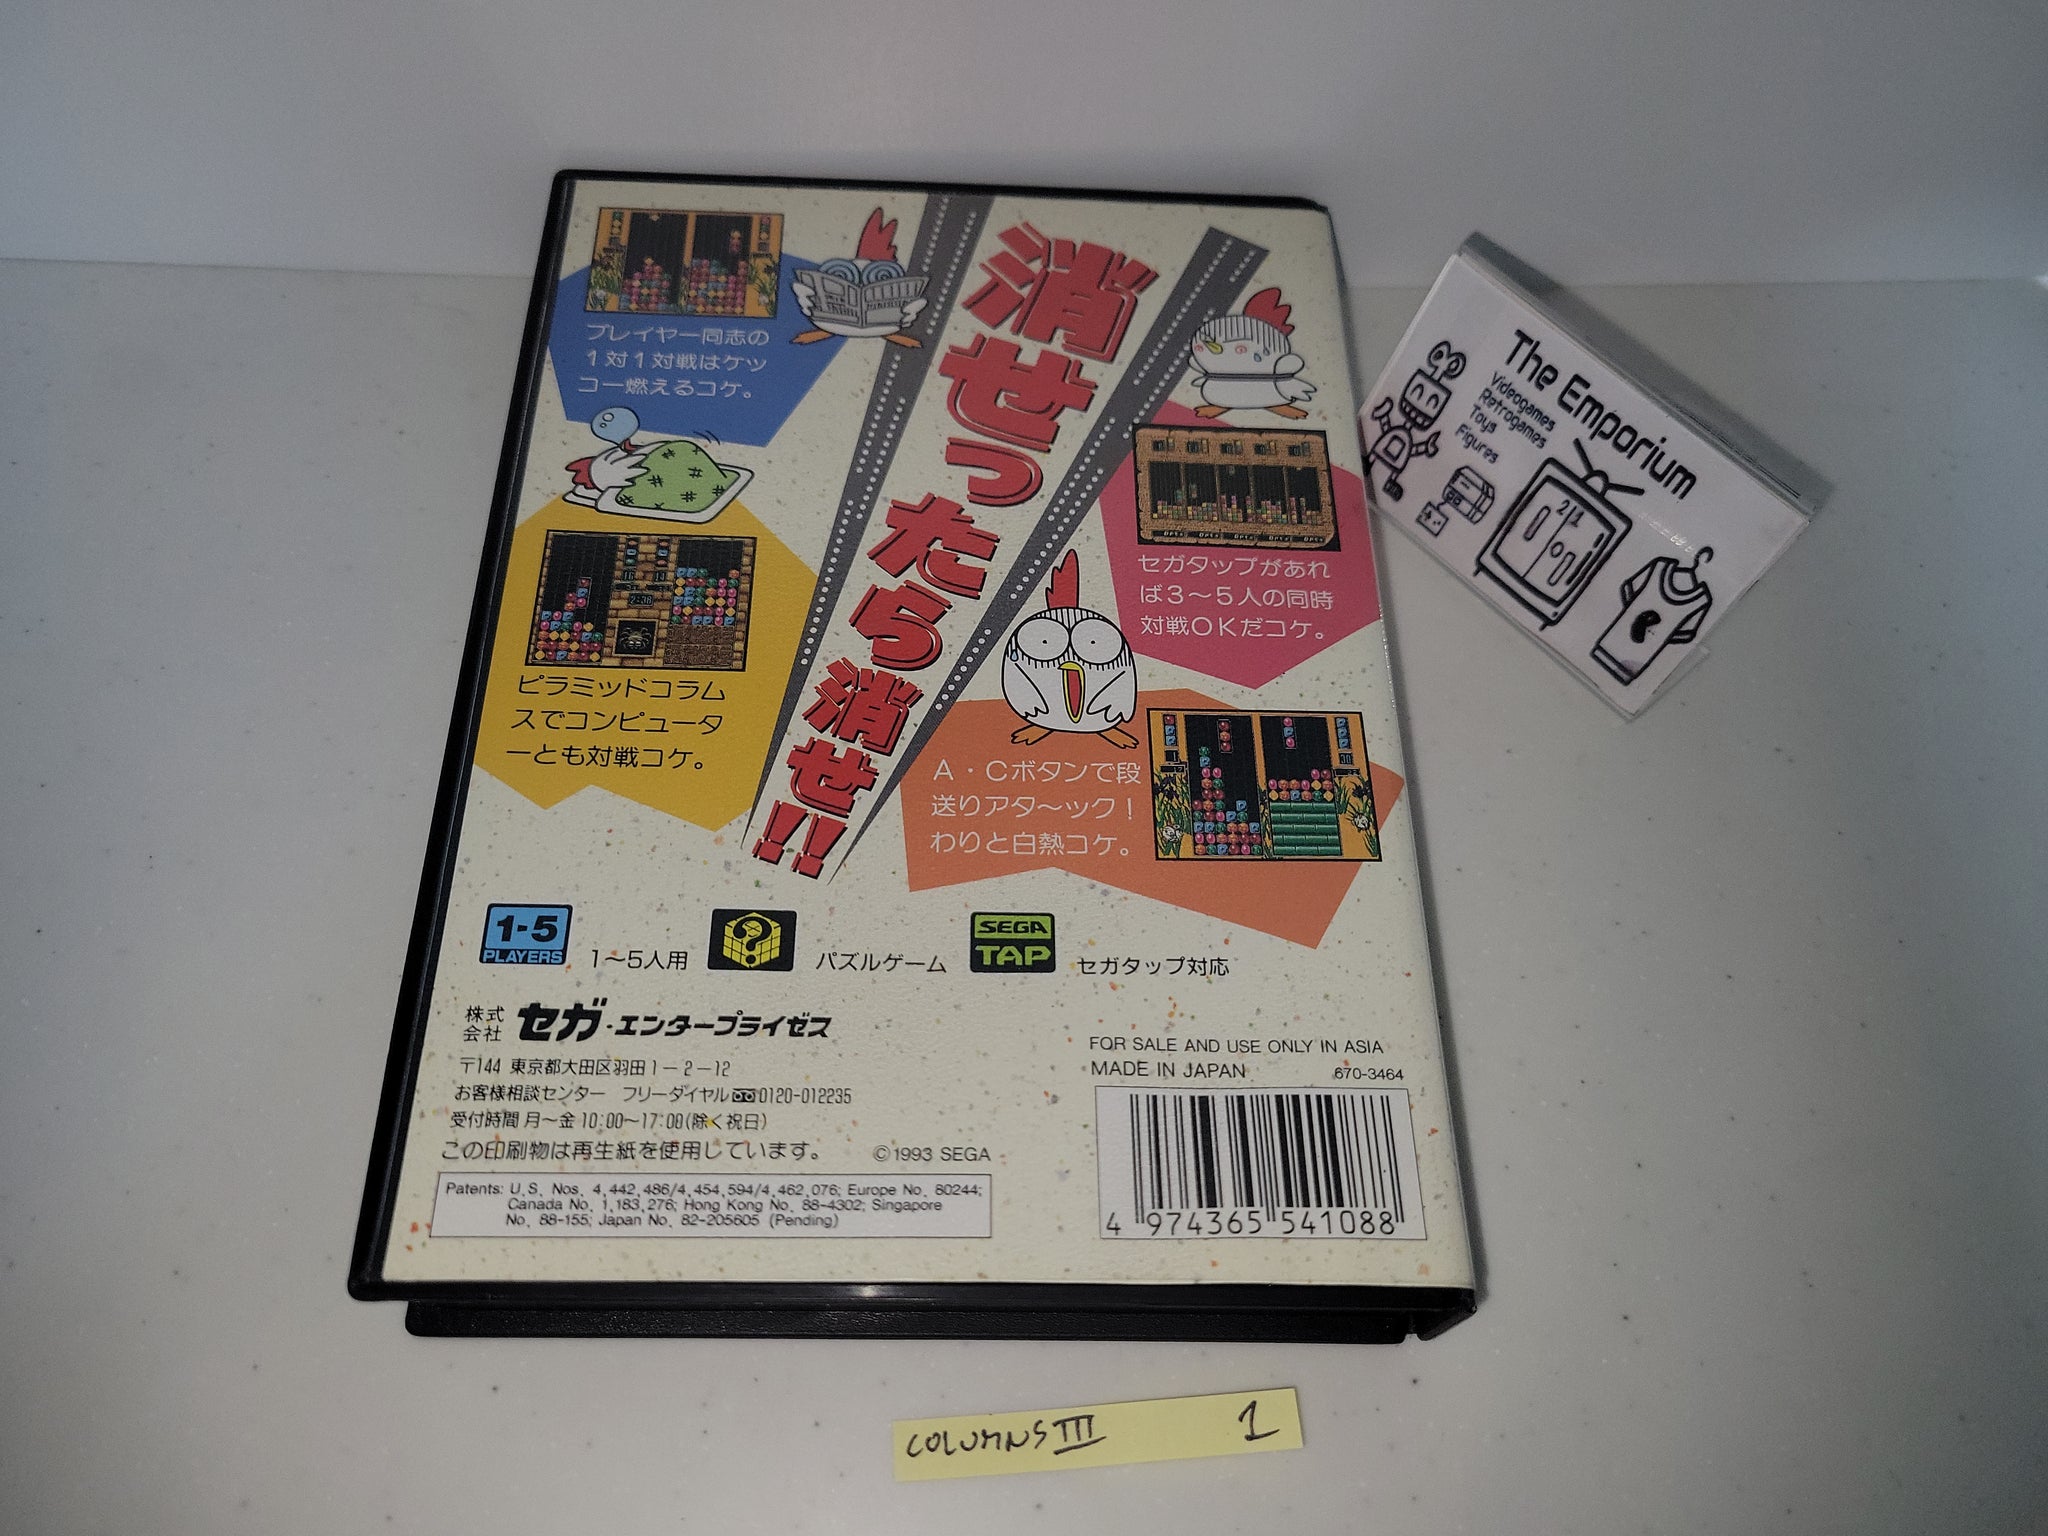 プレイヤー同志の
1対1対戦はケッ
コー燃えるコケ。
消せったら消せ!!
セガタップがあれ
ば3〜5人の同時
対戦OKだコケ。
ピラミッドコラム
スでコンピュータ
ーとも対戦コケ。
A・Cボタンで段
送りアタ〜ック!
わりと白熱コケ。
1-5
PLAYERS
1〜5人用
?
パズルゲーム
SEGA
TAP
セガタップ対応
株式
会社
セガ・エンタープライゼス
〒144 東京都大田区羽田1-2-12
お客様相談センター フリーダイヤル 0120-012235
受付時間 月〜金 10:00〜17:00(除く祝日)
この印刷物は再生紙を使用しています。
©1993 SEGA
Patents: U.S. Nos. 4,442,486/4,454,594/4,462,076; Europe No. 80244;
Canada No. 1,183,276; Hong Kong No. 88-4302; Singapore
No. 88-155; Japan No. 82-205605 (Pending)
FOR SALE AND USE ONLY IN ASIA
MADE IN JAPAN
670-3464
4 974365 541088
The Emporium
Videogames
Retrogames
Toys
Figures
21
COLUMNS III 1